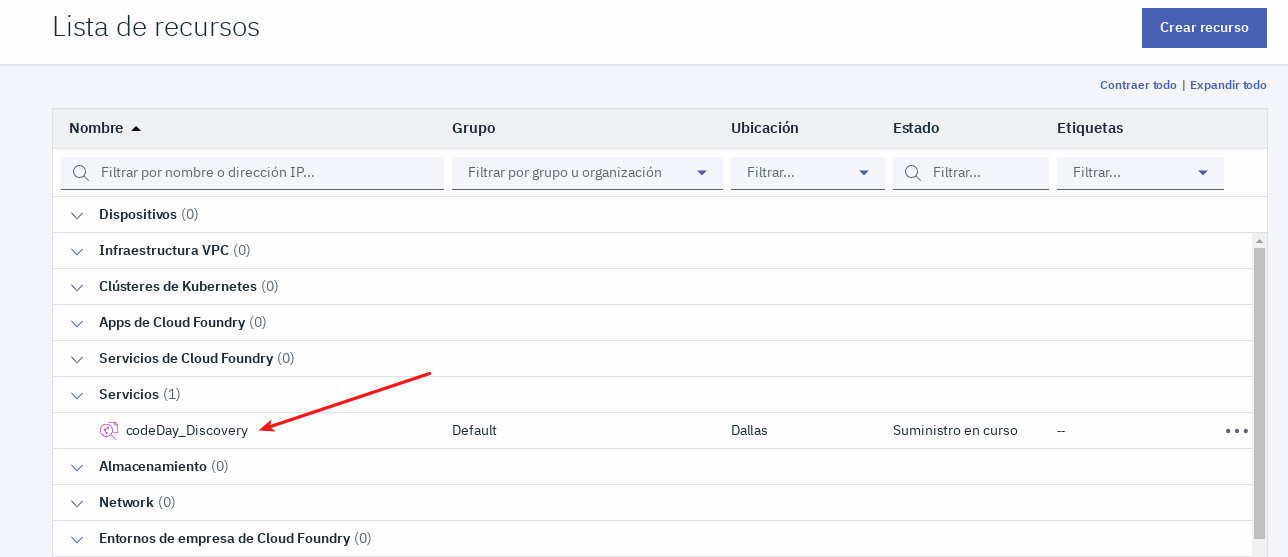 Lista de recursos
Crear recurso
Contraer todo | Expandir todo
Nombre Grupo Ubicación Estado Etiquetas
Filtrar por nombre o dirección IP... Filtrar por grupo u organización Filtrar... Filtrar... Filtrar...
Dispositivos (0)
Infraestructura VPC (0)
Clústeres de Kubernetes (0)
Apps de Cloud Foundry (0)
Servicios de Cloud Foundry (0)
Servicios (1)
codeDay_Discovery Default Dallas Suministro en curso --
Almacenamiento (0)
Network (0)
Entornos de empresa de Cloud Foundry (0)